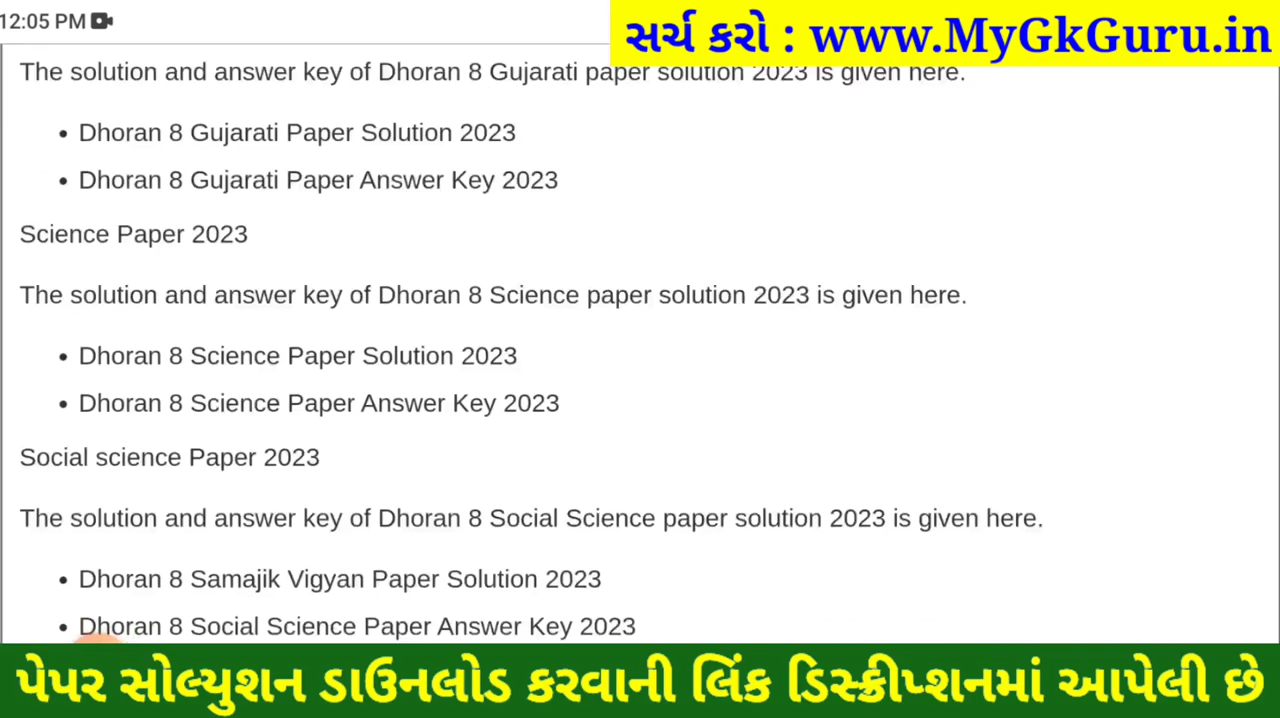 12:05 PM
સર્ચ કરો : www.MyGkGuru.in
The solution and answer key of Dhoran 8 Gujarati paper solution 2023 is given here.
• Dhoran 8 Gujarati Paper Solution 2023
• Dhoran 8 Gujarati Paper Answer Key 2023
Science Paper 2023
The solution and answer key of Dhoran 8 Science paper solution 2023 is given here.
• Dhoran 8 Science Paper Solution 2023
• Dhoran 8 Science Paper Answer Key 2023
Social science Paper 2023
The solution and answer key of Dhoran 8 Social Science paper solution 2023 is given here.
• Dhoran 8 Samajik Vigyan Paper Solution 2023
• Dhoran 8 Social Science Paper Answer Key 2023
પેપર સોલ્યુશન ડાઉનલોડ કરવાની લિંક ડિસ્ક્રીપ્શનમાં આપેલી છે